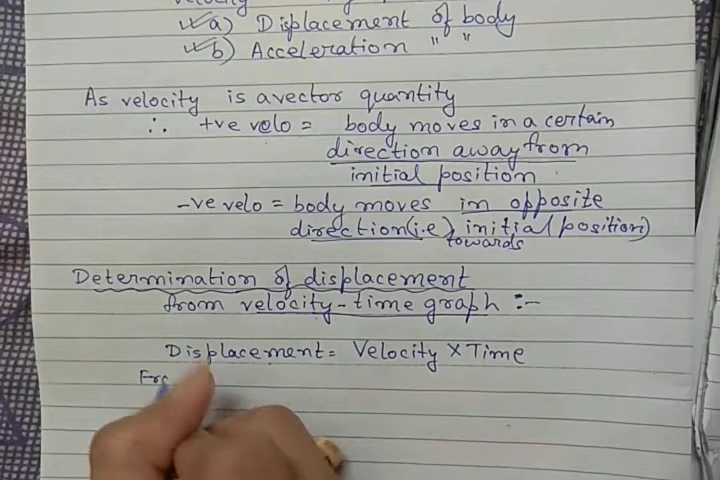 velocity
a) Displacement of body
b) Acceleration " "
As velocity is a vector quantity
∴ +ve velo = body moves in a certain
direction away from
initial position
-ve velo = body moves in opposite
direction (i.e) initial position)
towards
Determination of displacement
from velocity-time graph :-
Displacement = Velocity × Time
Fro